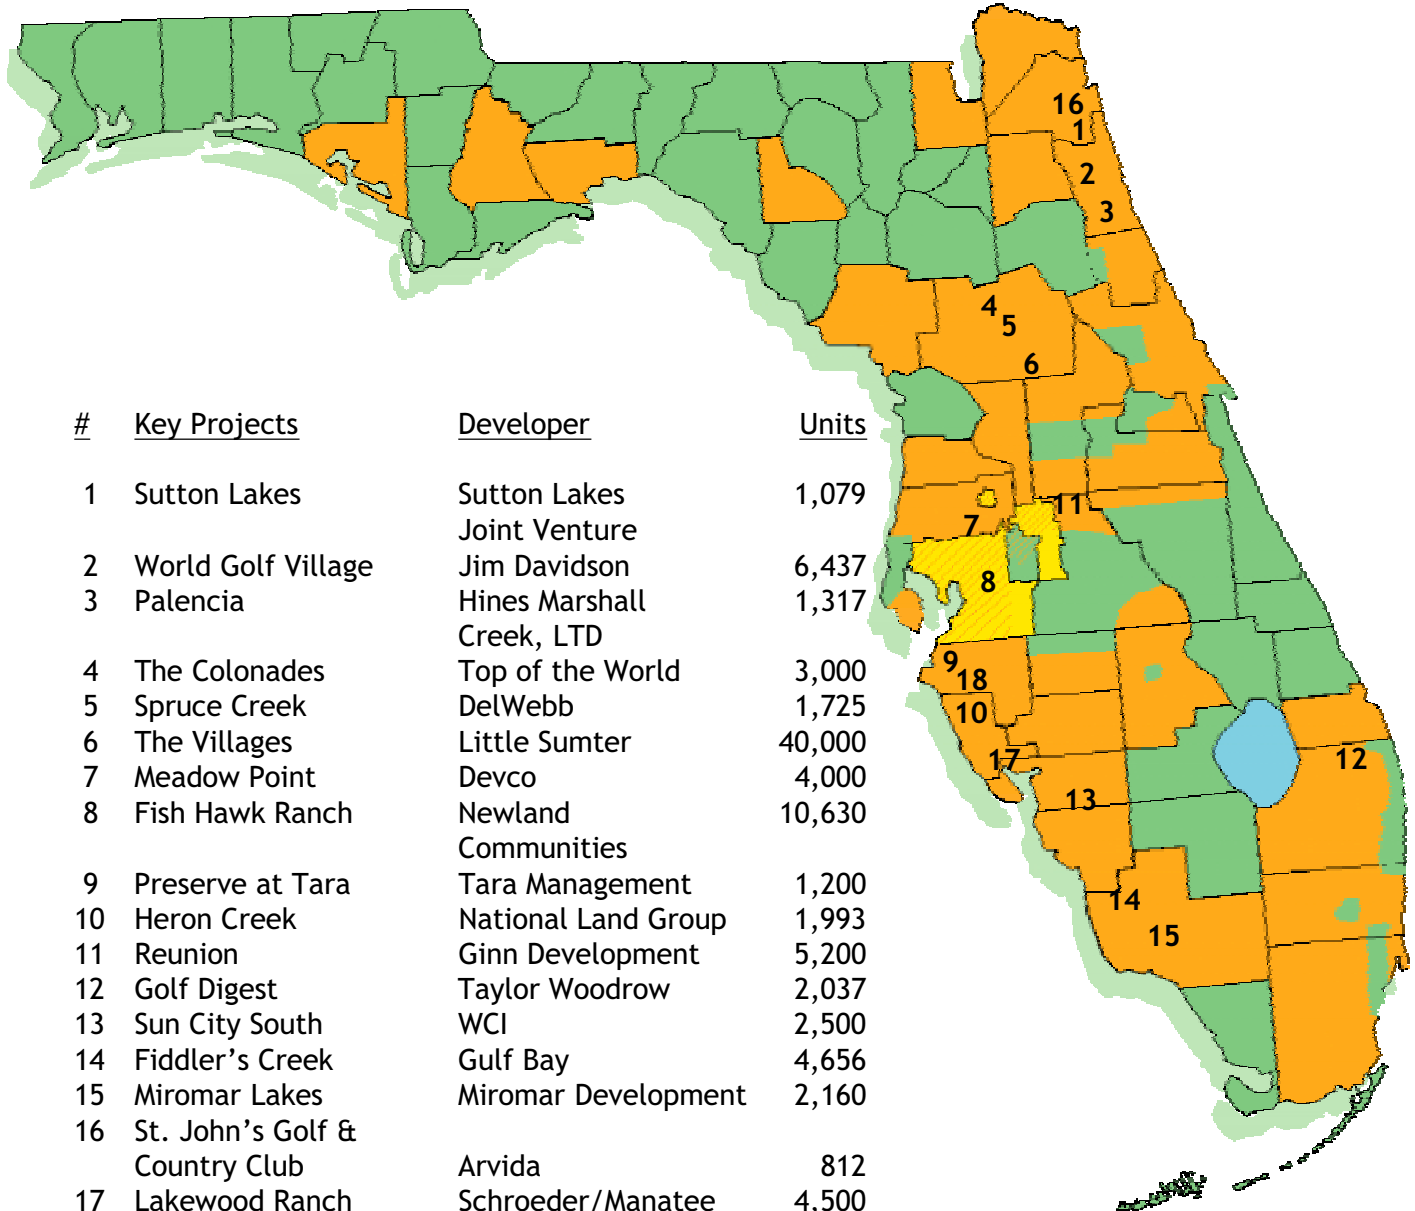 # Key Projects Developer Units
1 Sutton Lakes Sutton Lakes 1,079
Joint Venture
2 World Golf Village Jim Davidson 6,437
3 Palencia Hines Marshall 1,317
Creek, LTD
4 The Colonades Top of the World 3,000
5 Spruce Creek DelWebb 1,725
6 The Villages Little Sumter 40,000
7 Meadow Point Devco 4,000
8 Fish Hawk Ranch Newland 10,630
Communities
9 Preserve at Tara Tara Management 1,200
10 Heron Creek National Land Group 1,993
11 Reunion Ginn Development 5,200
12 Golf Digest Taylor Woodrow 2,037
13 Sun City South WCI 2,500
14 Fiddler’s Creek Gulf Bay 4,656
15 Miromar Lakes Miromar Development 2,160
16 St. John’s Golf &
Country Club Arvida 812
17 Lakewood Ranch Schroeder/Manatee 4,500
16
1
2
3
4
5
6
11
7
8
9
18
10
17
12
13
14
15